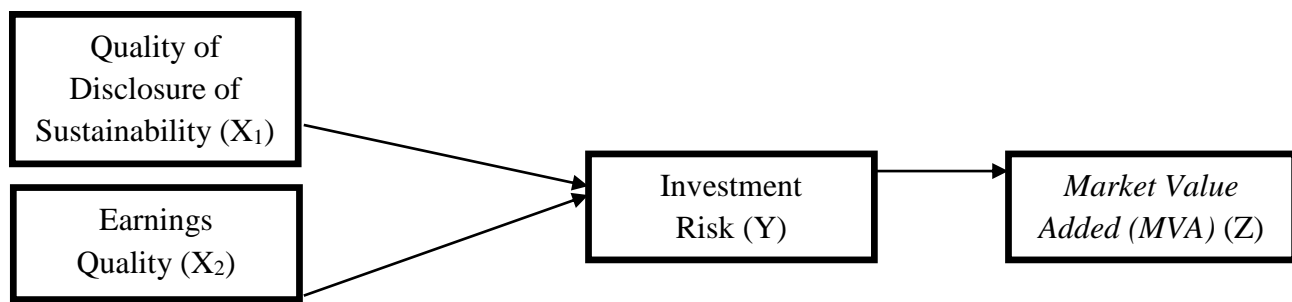 Quality of
Disclosure of
Sustainability (X₁)
Earnings
Quality (X₂)
Investment
Risk (Y)
Market Value
Added (MVA) (Z)